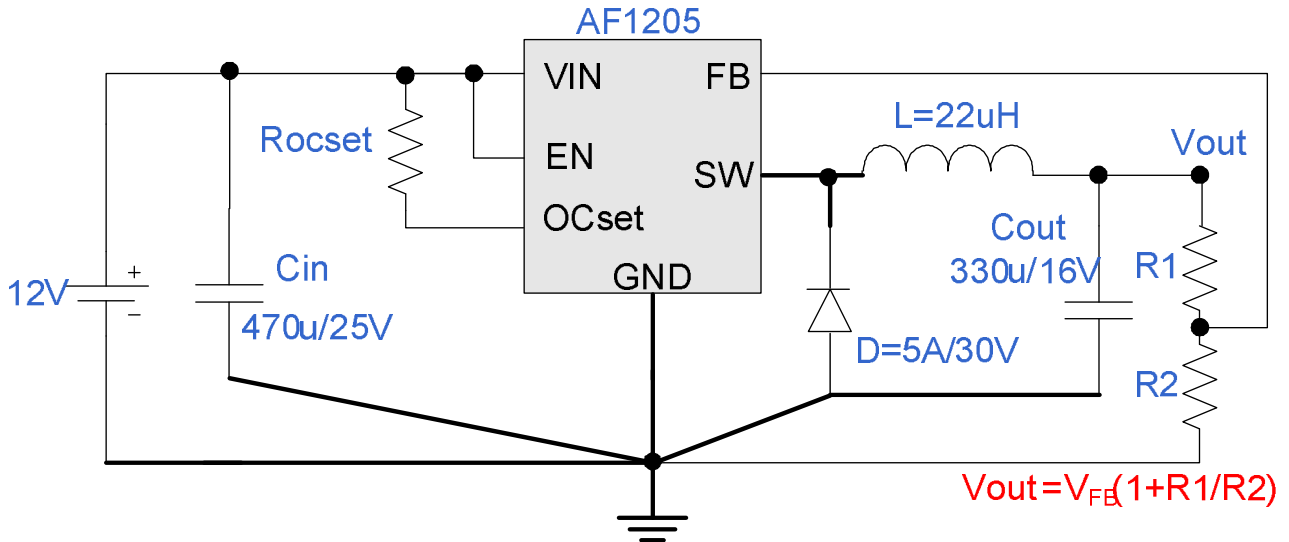 AF1205
VIN
FB
L=22uH
Rocset
Vout
EN
SW
OCset
Cout
GND
330u/16V
R1
Cin
12V
+
−
470u/25V
D=5A/30V
R2
Vout=VFB(1+R1/R2)